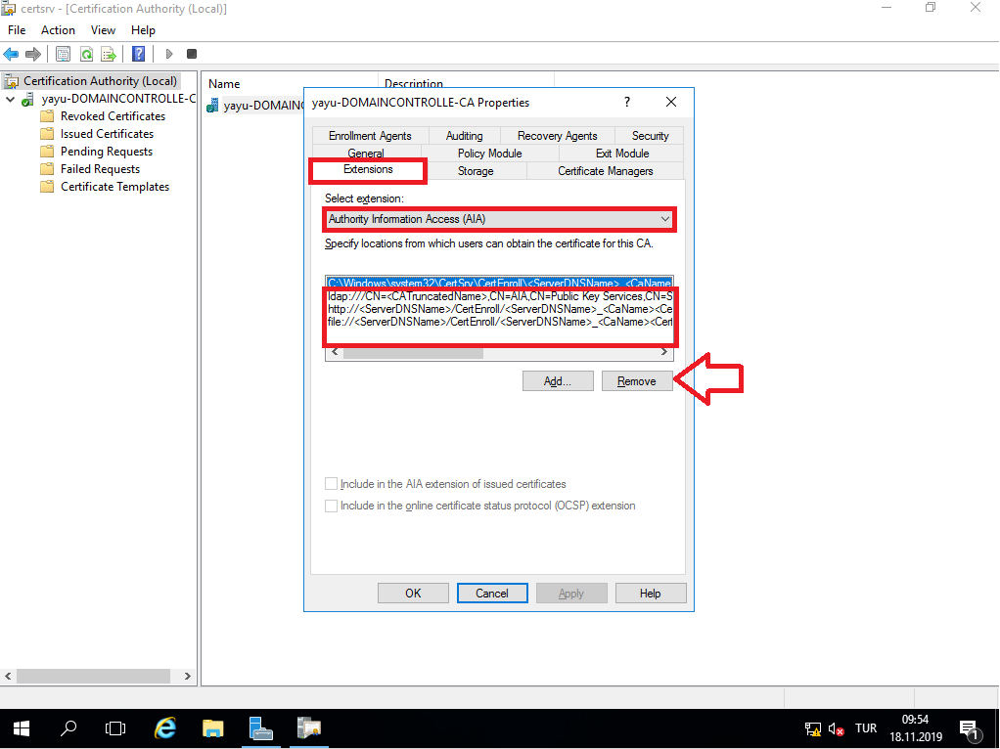 certsrv - [Certification Authority (Local)]
File Action View Help
Certification Authority (Local)
yayu-DOMAINCONTROLLE-C
Revoked Certificates
Issued Certificates
Pending Requests
Failed Requests
Certificate Templates
Name Description
yayu-DOMAINC
yayu-DOMAINCONTROLLE-CA Properties ?
Enrollment Agents Auditing Recovery Agents Security
General Policy Module Exit Module
Extensions Storage Certificate Managers
Select extension:
Authority Information Access (AIA)
Specify locations from which users can obtain the certificate for this CA.
C:\Windows\system32\CertSrv\CertEnroll\<ServerDNSName>_<CaName
ldap:///CN=<CATruncatedName>,CN=AIA,CN=Public Key Services,CN=S
http://<ServerDNSName>/CertEnroll/<ServerDNSName>_<CaName><Ce
file://<ServerDNSName>/CertEnroll/<ServerDNSName>_<CaName><Cert
Add... Remove
Include in the AIA extension of issued certificates
Include in the online certificate status protocol (OCSP) extension
OK Cancel Apply Help
TUR
09:54
18.11.2019
1